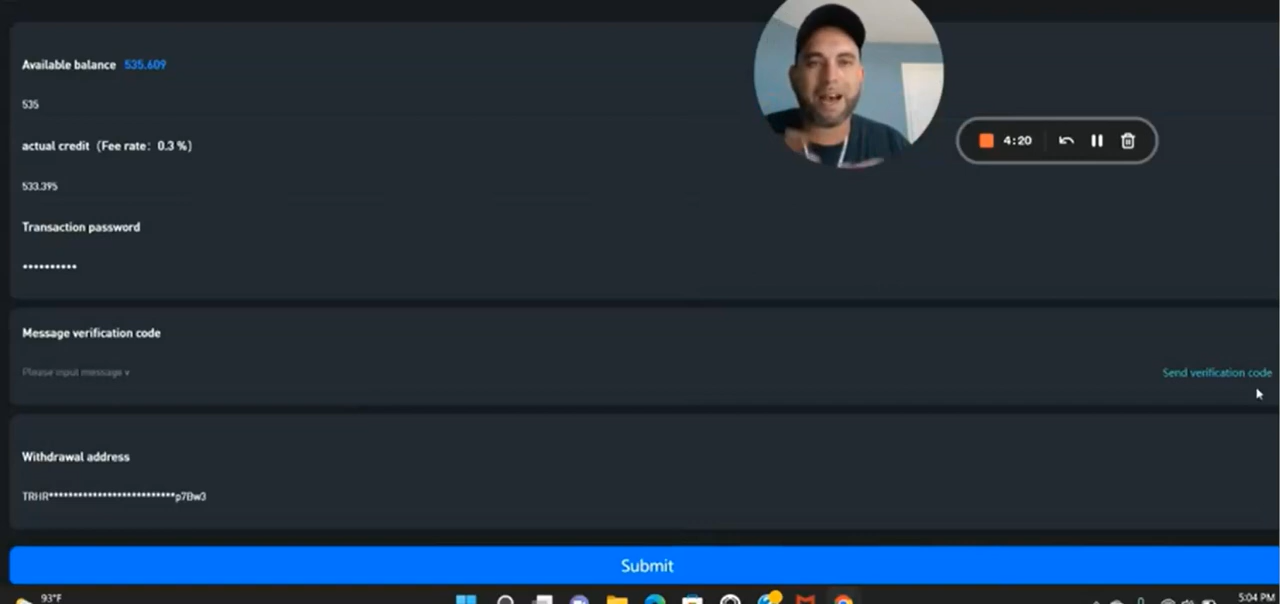 Available balance 535.609
535
actual credit (Fee rate: 0.3 %)
533.395
4:20
Transaction password
••••••••••
Message verification code
Please input message v
Send verification code
Withdrawal address
TRHR***************************p7Bw3
Submit
93°F
5:04 PM